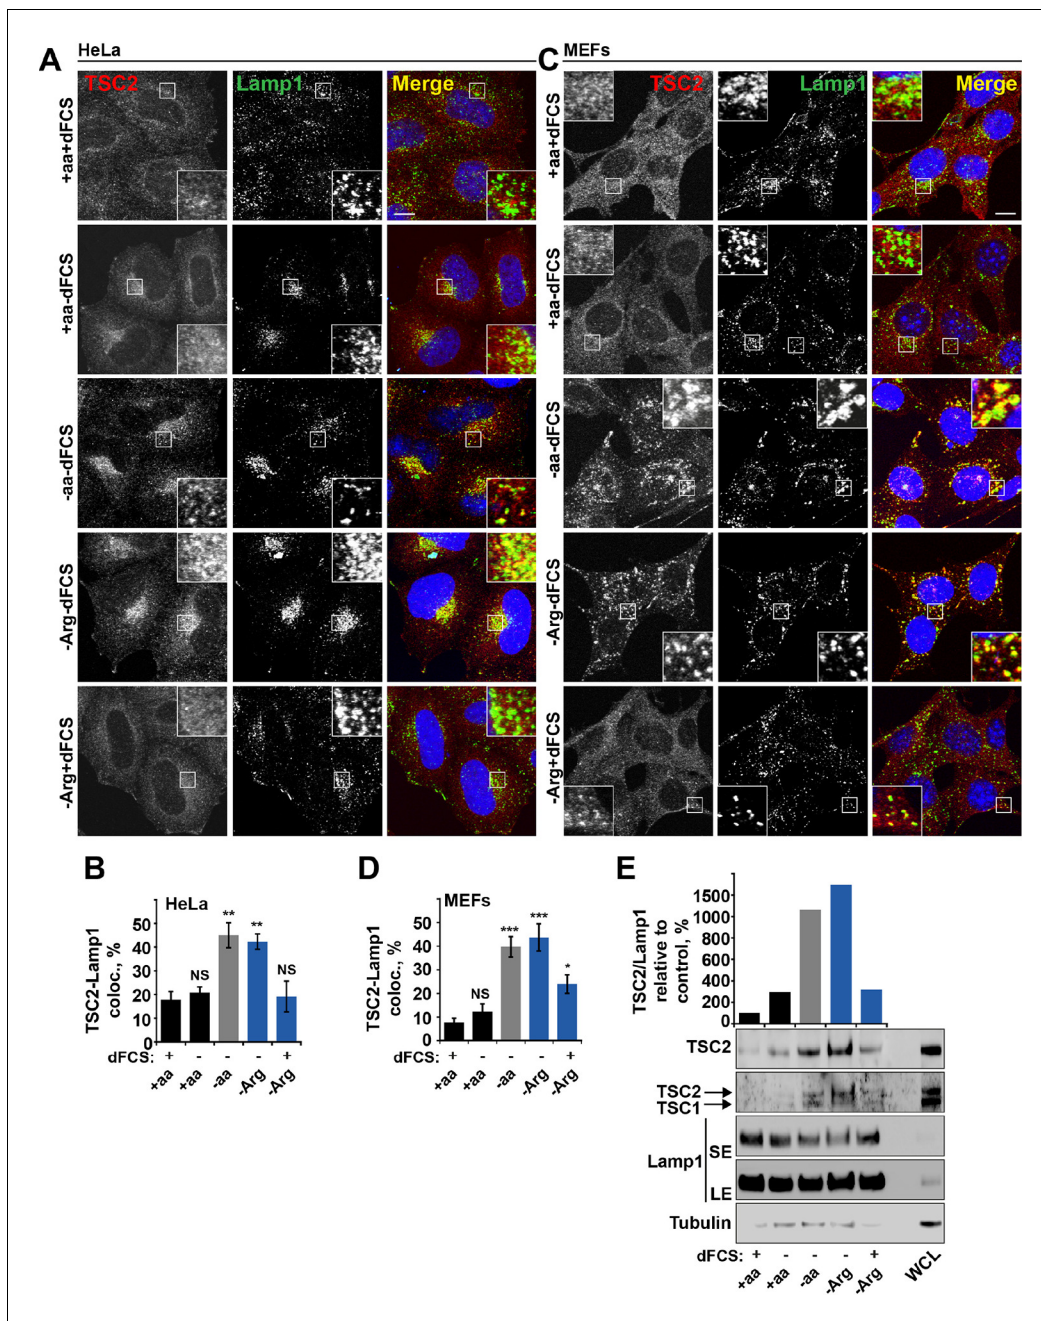 A
HeLa
TSC2
Lamp1
Merge
+aa+dFCS
+aa-dFCS
-aa-dFCS
-Arg-dFCS
-Arg+dFCS
C
MEFs
TSC2
Lamp1
Merge
+aa+dFCS
+aa-dFCS
-aa-dFCS
-Arg-dFCS
-Arg+dFCS
B
HeLa
TSC2-Lamp1
coloc., %
50
40
30
20
10
0
NS
**
**
NS
dFCS: + - - - +
+aa +aa -aa -Arg -Arg
D
MEFs
TSC2-Lamp1
coloc., %
50
40
30
20
10
0
NS
***
***
*
dFCS: + - - - +
+aa +aa -aa -Arg -Arg
E
TSC2/Lamp1
relative to
control, %
1500
1000
800
600
400
200
0
TSC2
TSC2
TSC1
Lamp1
SE
LE
Tubulin
dFCS: + - - - +
+aa +aa -aa -Arg -Arg WCL